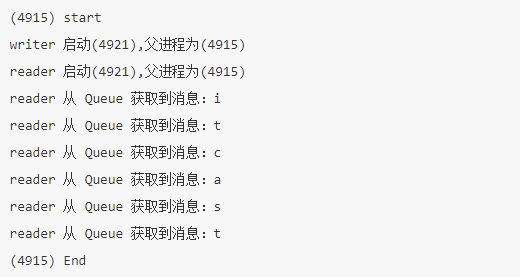 (4915) start
writer 启动(4921),父进程为(4915)
reader 启动(4921),父进程为(4915)
reader 从 Queue 获取到消息：i
reader 从 Queue 获取到消息：t
reader 从 Queue 获取到消息：c
reader 从 Queue 获取到消息：a
reader 从 Queue 获取到消息：s
reader 从 Queue 获取到消息：t
(4915) End